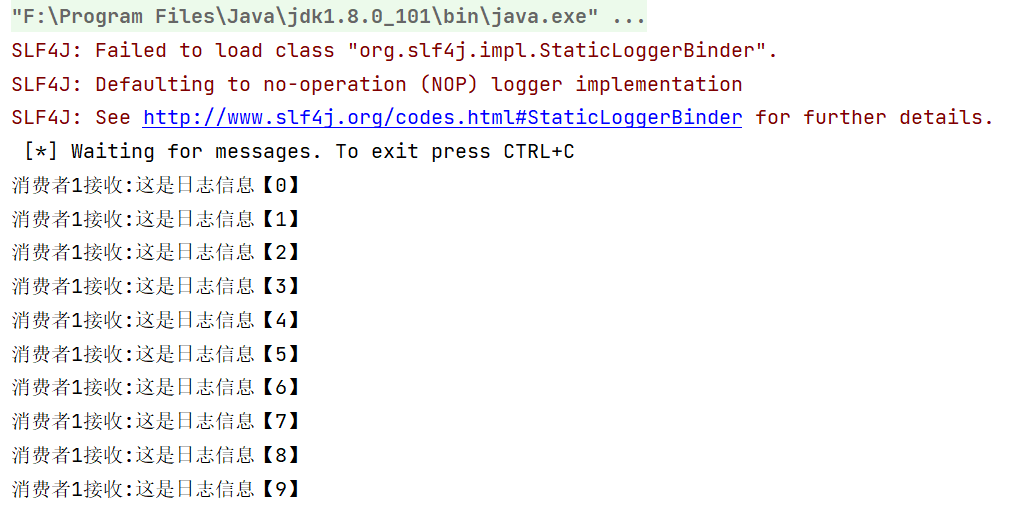 "F:\Program Files\Java\jdk1.8.0_101\bin\java.exe" ...
SLF4J: Failed to load class "org.slf4j.impl.StaticLoggerBinder".
SLF4J: Defaulting to no-operation (NOP) logger implementation
SLF4J: See http://www.slf4j.org/codes.html#StaticLoggerBinder for further details.
 [*] Waiting for messages. To exit press CTRL+C
消费者1接收:这是日志信息【0】
消费者1接收:这是日志信息【1】
消费者1接收:这是日志信息【2】
消费者1接收:这是日志信息【3】
消费者1接收:这是日志信息【4】
消费者1接收:这是日志信息【5】
消费者1接收:这是日志信息【6】
消费者1接收:这是日志信息【7】
消费者1接收:这是日志信息【8】
消费者1接收:这是日志信息【9】